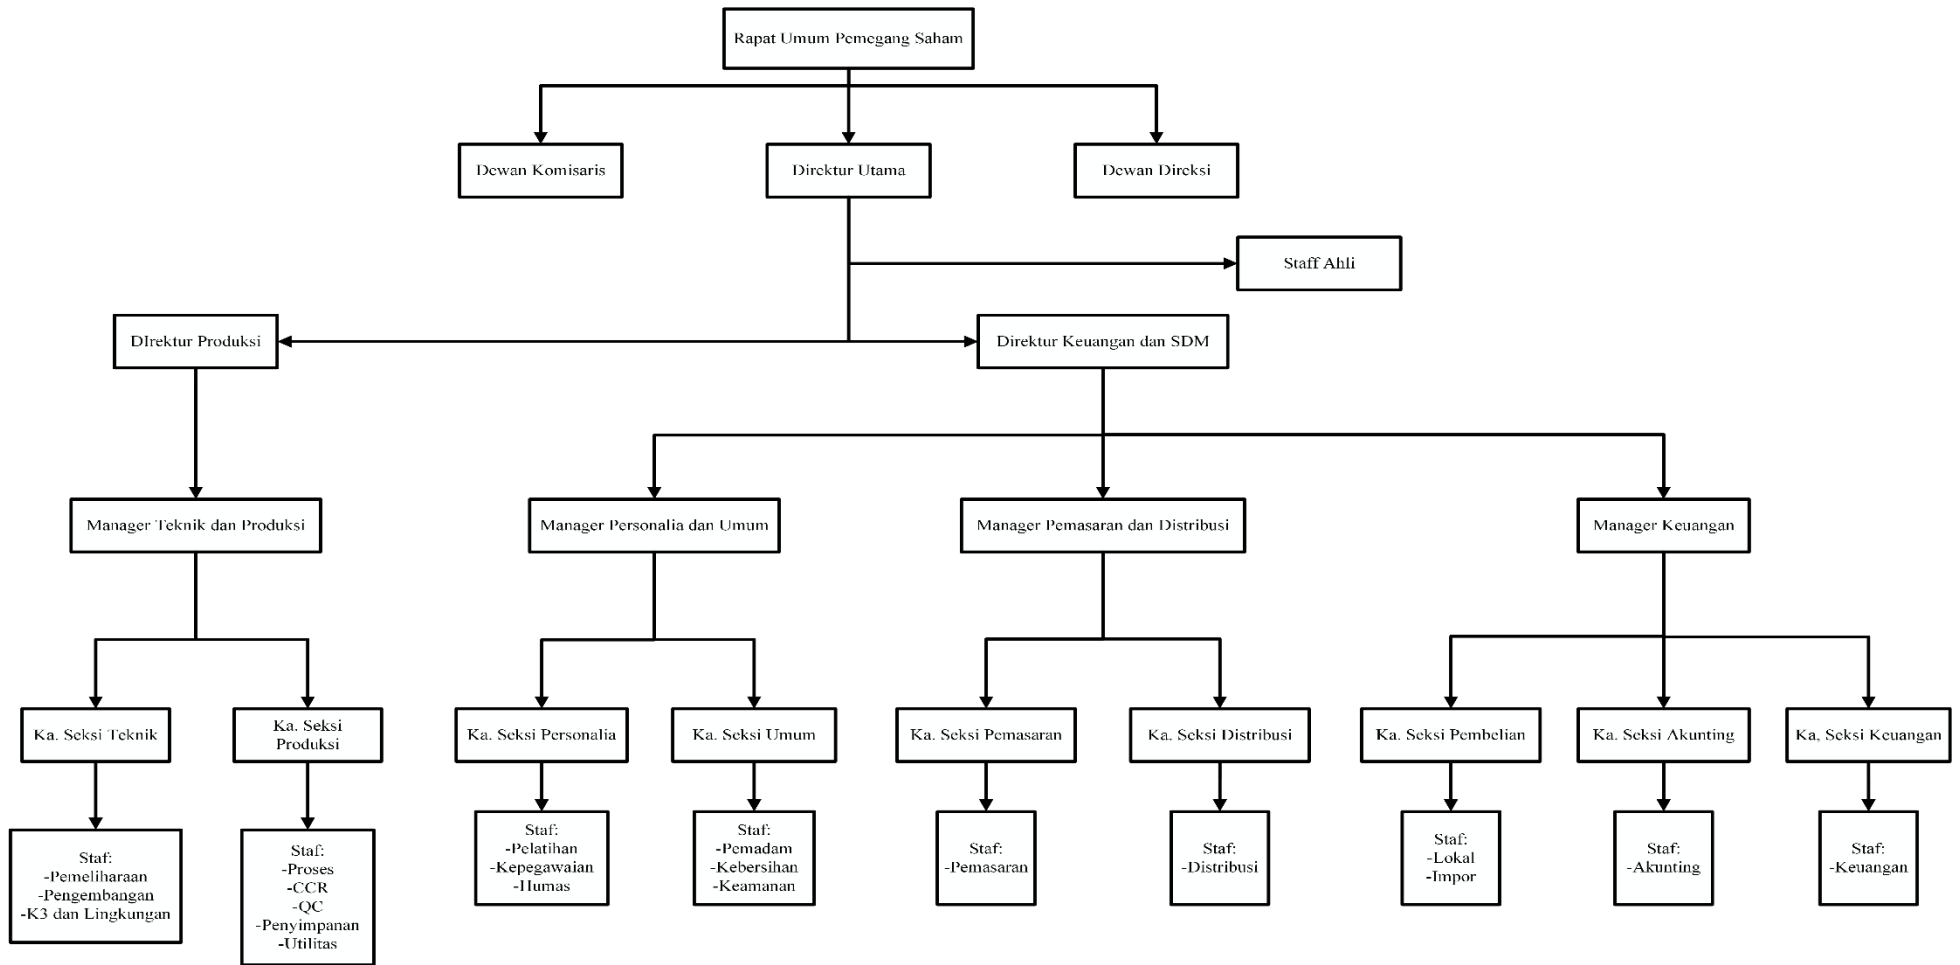 Rapat Umum Pemegang Saham
Dewan Komisaris
Direktur Utama
Dewan Direksi
Staff Ahli
DIrektur Produksi
Direktur Keuangan dan SDM
Manager Teknik dan Produksi
Manager Personalia dan Umum
Manager Pemasaran dan Distribusi
Manager Keuangan
Ka. Seksi Teknik
Ka. Seksi
Produksi
Ka. Seksi Personalia
Ka. Seksi Umum
Ka. Seksi Pemasaran
Ka. Seksi Distribusi
Ka. Seksi Pembelian
Ka. Seksi Akunting
Ka, Seksi Keuangan
Staf:
-Pemeliharaan
-Pengembangan
-K3 dan Lingkungan
Staf:
-Proses
-CCR
-QC
-Penyimpanan
-Utilitas
Staf:
-Pelatihan
-Kepegawaian
-Humas
Staf:
-Pemadam
-Kebersihan
-Keamanan
Staf:
-Pemasaran
Staf:
-Distribusi
Staf:
-Lokal
-Impor
Staf:
-Akunting
Staf:
-Keuangan